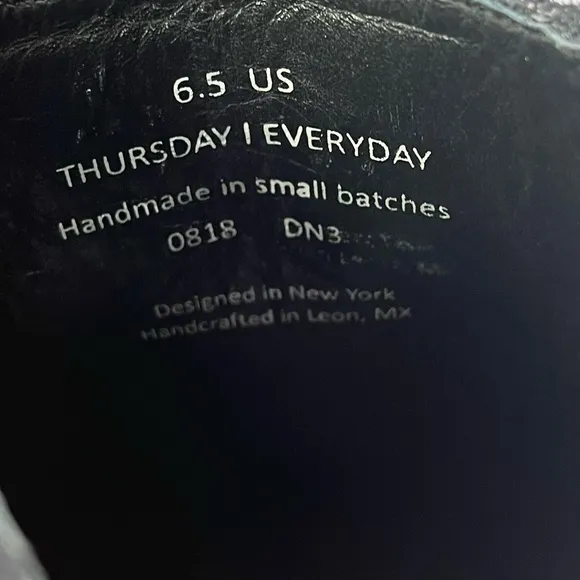 6.5 US
THURSDAY | EVERYDAY
Handmade in small batches
0818 DN3
Designed in New York
Handcrafted in Leon, MX